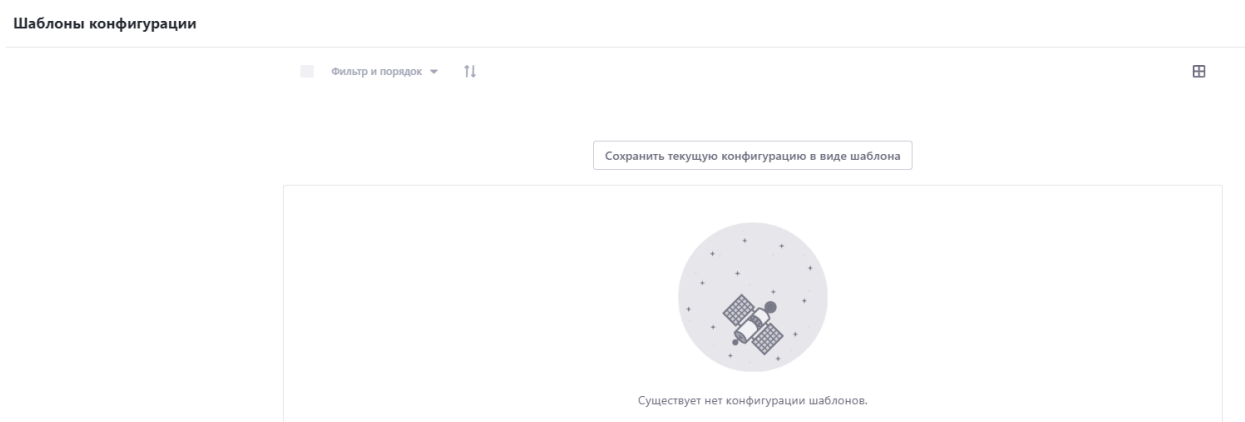 Шаблоны конфигурации
Фильтр и порядок
Сохранить текущую конфигурацию в виде шаблона
Существует нет конфигурации шаблонов.